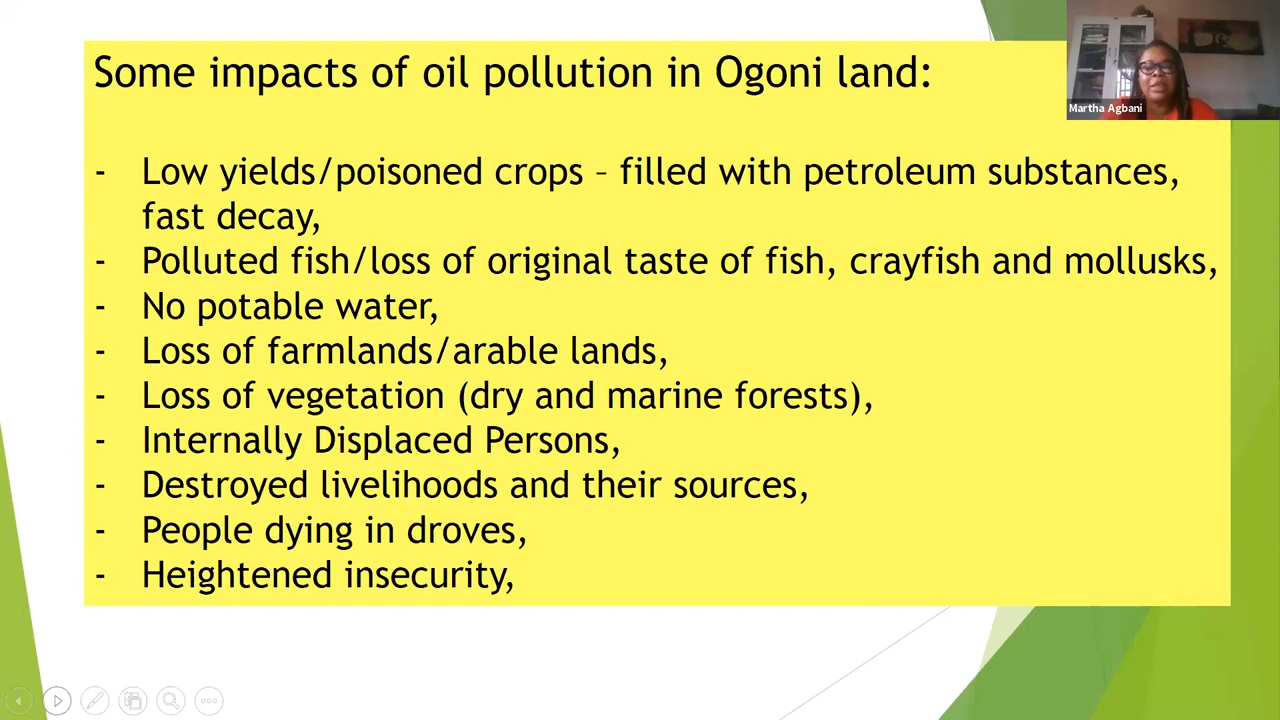 Some impacts of oil pollution in Ogoni land:
Martha Agbani
- Low yields/poisoned crops – filled with petroleum substances,
fast decay,
- Polluted fish/loss of original taste of fish, crayfish and mollusks,
- No potable water,
- Loss of farmlands/arable lands,
- Loss of vegetation (dry and marine forests),
- Internally Displaced Persons,
- Destroyed livelihoods and their sources,
- People dying in droves,
- Heightened insecurity,